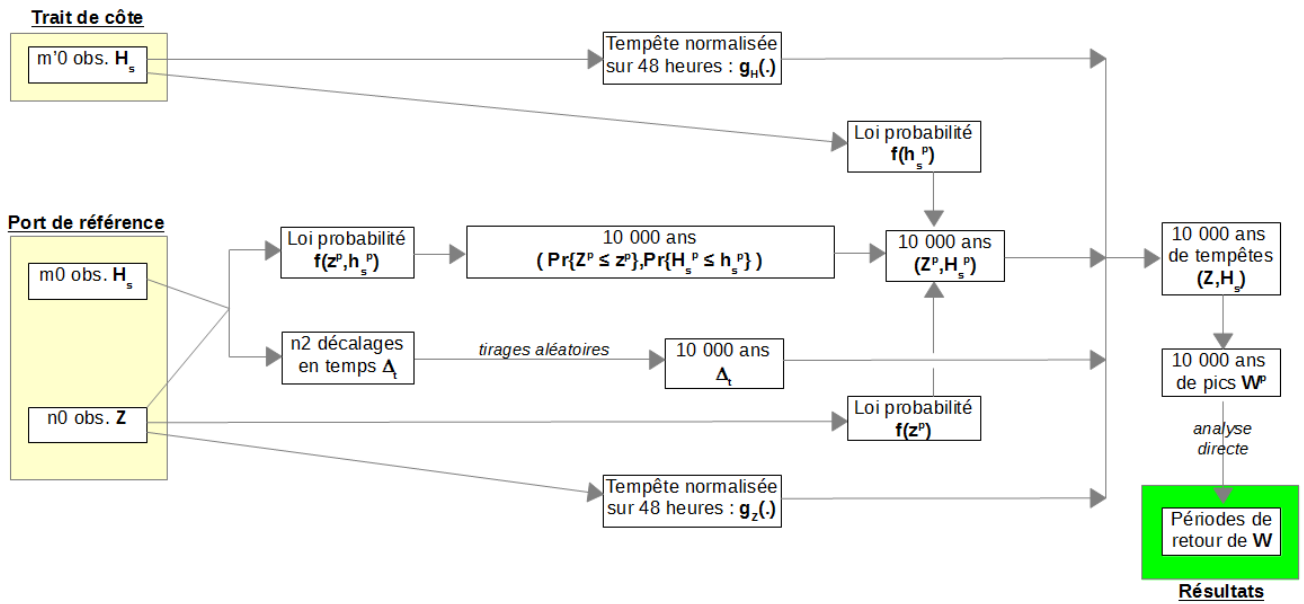 Trait de côte
m'0 obs. Hs
Tempête normalisée
sur 48 heures : gH(.)
Loi probabilité
f(hsp)
Port de référence
m0 obs. Hs
n0 obs. Z
Loi probabilité
f(zp,hsp)
10 000 ans
( Pr{Zp ≤ zp},Pr{Hsp ≤ hsp} )
10 000 ans
(Zp,Hsp)
n2 décalages
en temps Δt
tirages aléatoires
10 000 ans
Δt
Loi probabilité
f(zp)
Tempête normalisée
sur 48 heures : gZ(.)
10 000 ans
de tempêtes
(Z,Hs)
10 000 ans
de pics Wp
analyse
directe
Périodes de
retour de W
Résultats